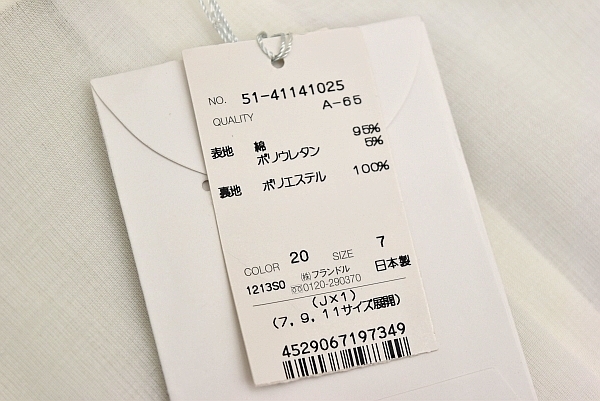 NO. 51-41141025
QUALITY A-65
表地 綿 95%
ポリウレタン 5%
裏地 ポリエステル 100%
COLOR 20 SIZE 7
1213S0 ㈱フランドル 日本製
0120-290370
(J×1)
(7,9,11サイズ展開)
4529067197349